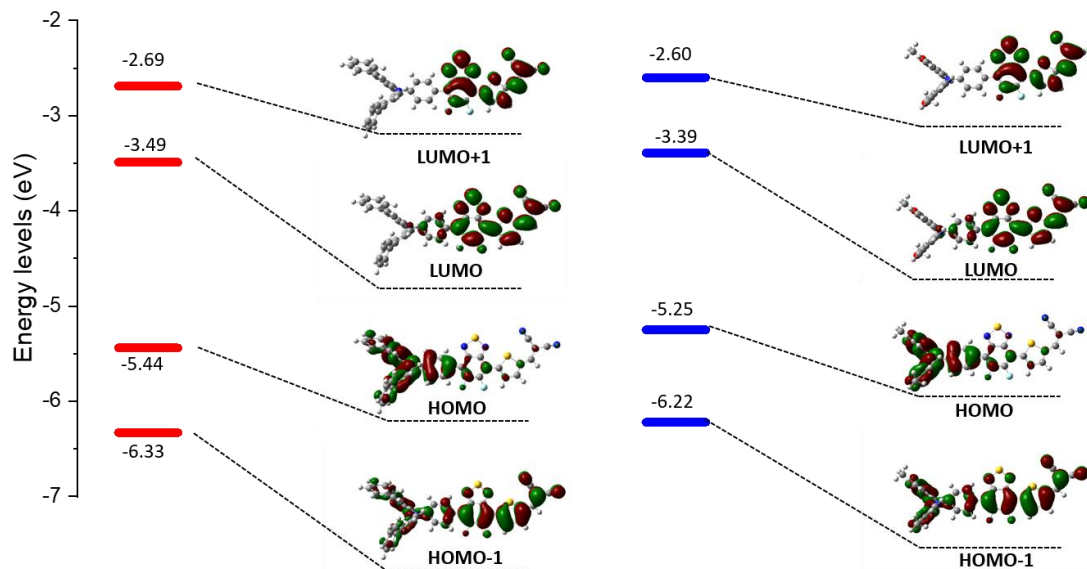 Energy levels (eV)
-2
-3
-4
-5
-6
-7
-2.69
LUMO+1
-3.49
LUMO
-5.44
HOMO
-6.33
HOMO-1
-2.60
LUMO+1
-3.39
LUMO
-5.25
HOMO
-6.22
HOMO-1